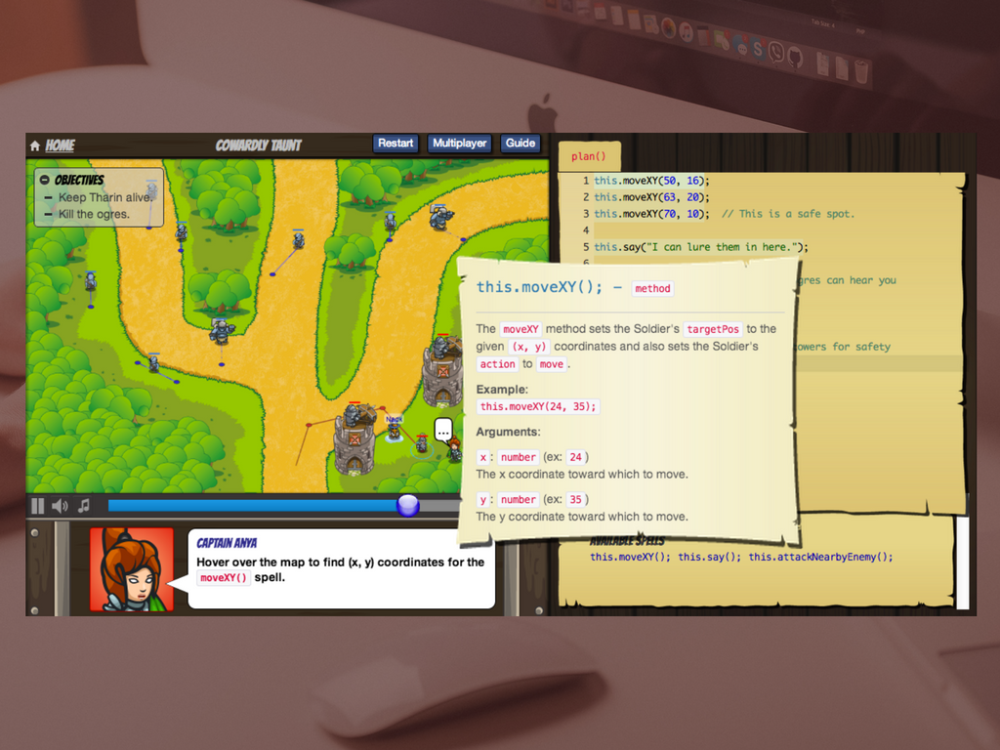 HOME
COWARDLY TAUNT
Restart
Multiplayer
Guide
OBJECTIVES
– Keep Tharin alive.
– Kill the ogres.
Nack
...
CAPTAIN ANYA
Hover over the map to find (x, y) coordinates for the
moveXY() spell.
plan()
1 this.moveXY(50, 16);
2 this.moveXY(63, 20);
3 this.moveXY(70, 10); // This is a safe spot.
4
5 this.say("I can lure them in here.");
6
gres can hear you
owers for safety
this.moveXY(); – method
The moveXY method sets the Soldier's targetPos to the
given (x, y) coordinates and also sets the Soldier's
action to move.
Example:
this.moveXY(24, 35);
Arguments:
x: number (ex: 24 )
The x coordinate toward which to move.
y: number (ex: 35 )
The y coordinate toward which to move.
AVAILABLE SPELLS
this.moveXY(); this.say(); this.attackNearbyEnemy();